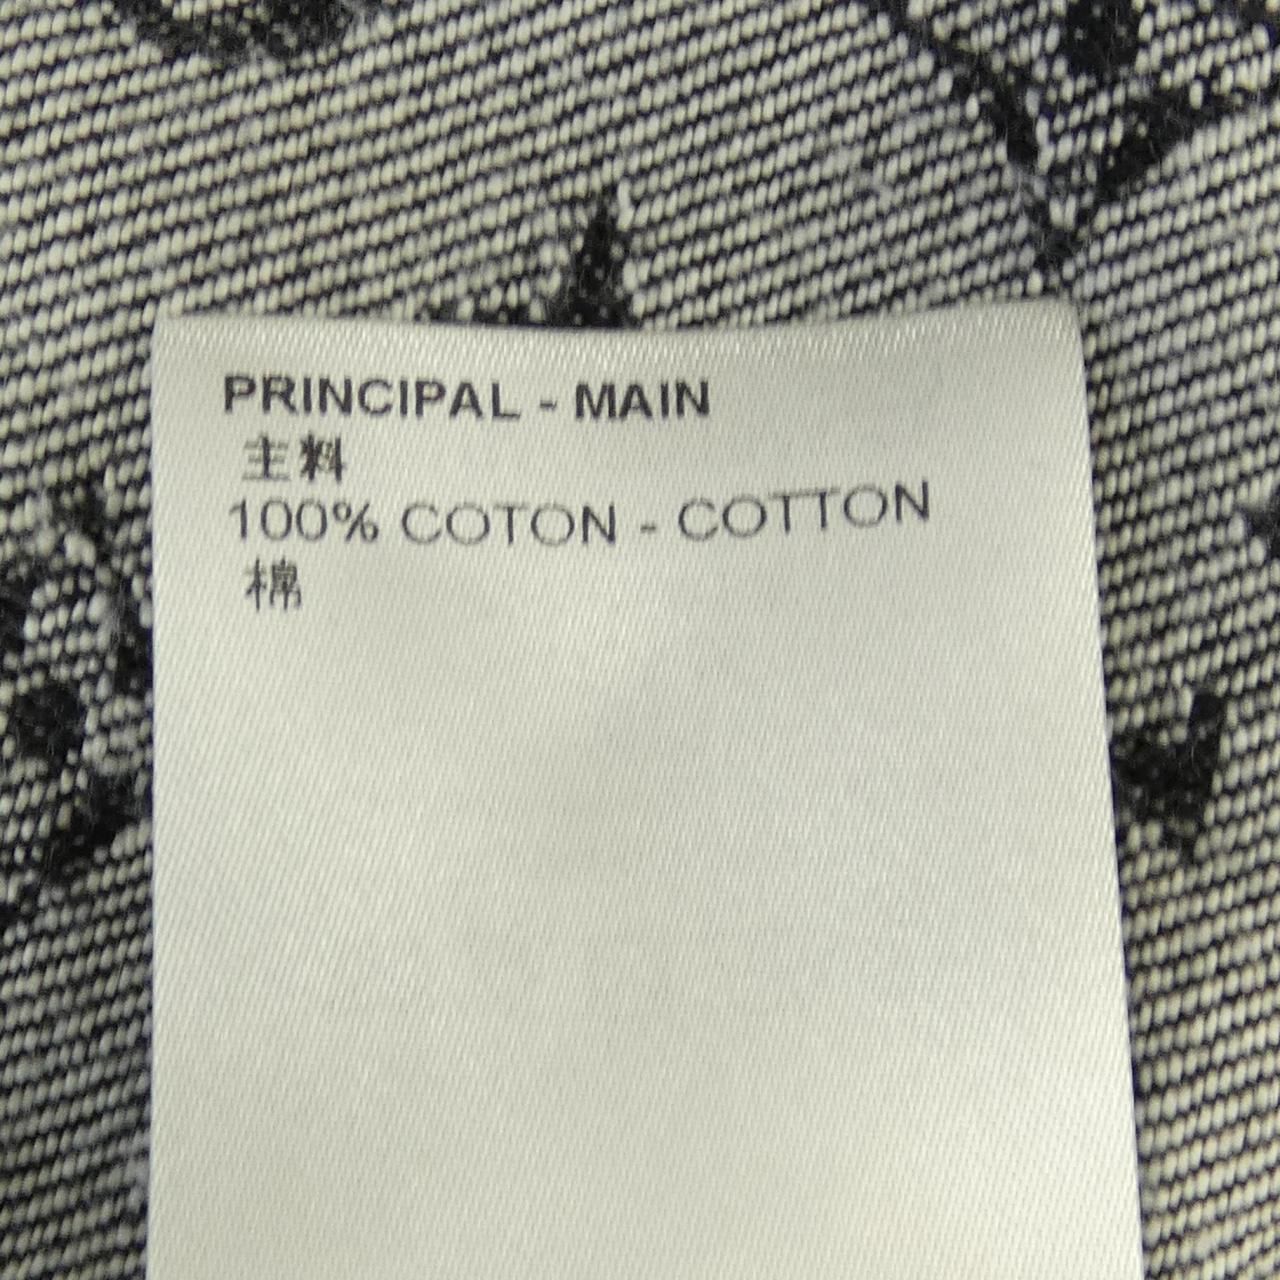 PRINCIPAL - MAIN
主料
100% COTON - COTTON
棉